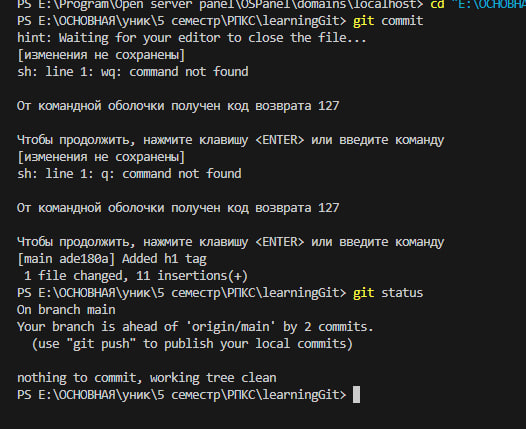 PS E:\Program\Open server panel\OSPanel\domains\localhost> cd "E:\ОСНОВНА
PS E:\ОСНОВНАЯ\уник\5 семестр\РПКС\learningGit> git commit
hint: Waiting for your editor to close the file...
[изменения не сохранены]
sh: line 1: wq: command not found
От командной оболочки получен код возврата 127
Чтобы продолжить, нажмите клавишу <ENTER> или введите команду
[изменения не сохранены]
sh: line 1: q: command not found
От командной оболочки получен код возврата 127
Чтобы продолжить, нажмите клавишу <ENTER> или введите команду
[main ade180a] Added h1 tag
1 file changed, 11 insertions(+)
PS E:\ОСНОВНАЯ\уник\5 семестр\РПКС\learningGit> git status
On branch main
Your branch is ahead of 'origin/main' by 2 commits.
(use "git push" to publish your local commits)
nothing to commit, working tree clean
PS E:\ОСНОВНАЯ\уник\5 семестр\РПКС\learningGit>